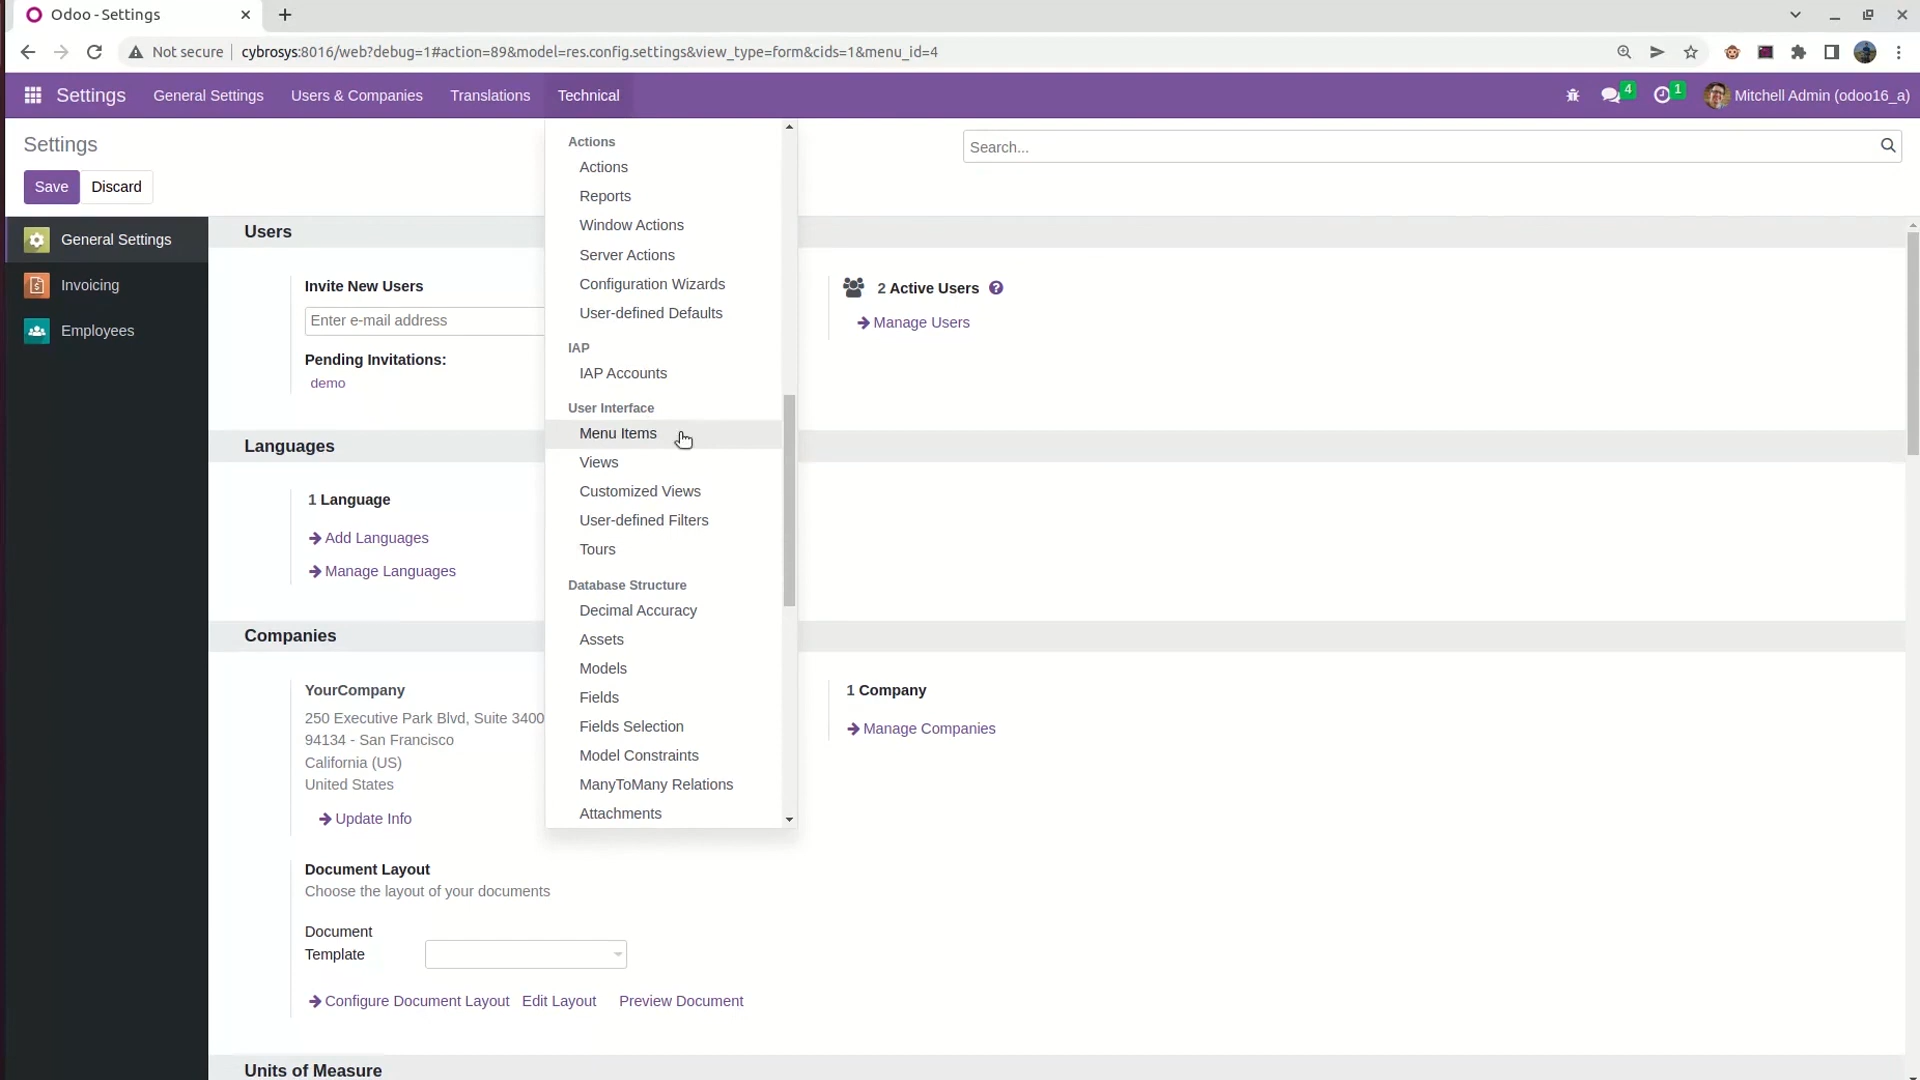 Odoo - Settings
Not secure
cybrosys:8016/web?debug=1#action=89&model=res.config.settings&view_type=form&cids=1&menu_id=4
Settings
General Settings
Users & Companies
Translations
Technical
4
1
Mitchell Admin (odoo16_a)
Settings
Search...
Save
Discard
General Settings
Invoicing
Employees
Actions
Actions
Reports
Window Actions
Server Actions
Configuration Wizards
User-defined Defaults
IAP
IAP Accounts
User Interface
Menu Items
Views
Customized Views
User-defined Filters
Tours
Database Structure
Decimal Accuracy
Assets
Models
Fields
Fields Selection
Model Constraints
ManyToMany Relations
Attachments
Users
Invite New Users
Enter e-mail address
Pending Invitations:
demo
2 Active Users ?
Manage Users
Languages
1 Language
Add Languages
Manage Languages
Companies
YourCompany
250 Executive Park Blvd, Suite 3400
94134 - San Francisco
California (US)
United States
Update Info
1 Company
Manage Companies
Document Layout
Choose the layout of your documents
Document
Template
Configure Document Layout
Edit Layout
Preview Document
Units of Measure